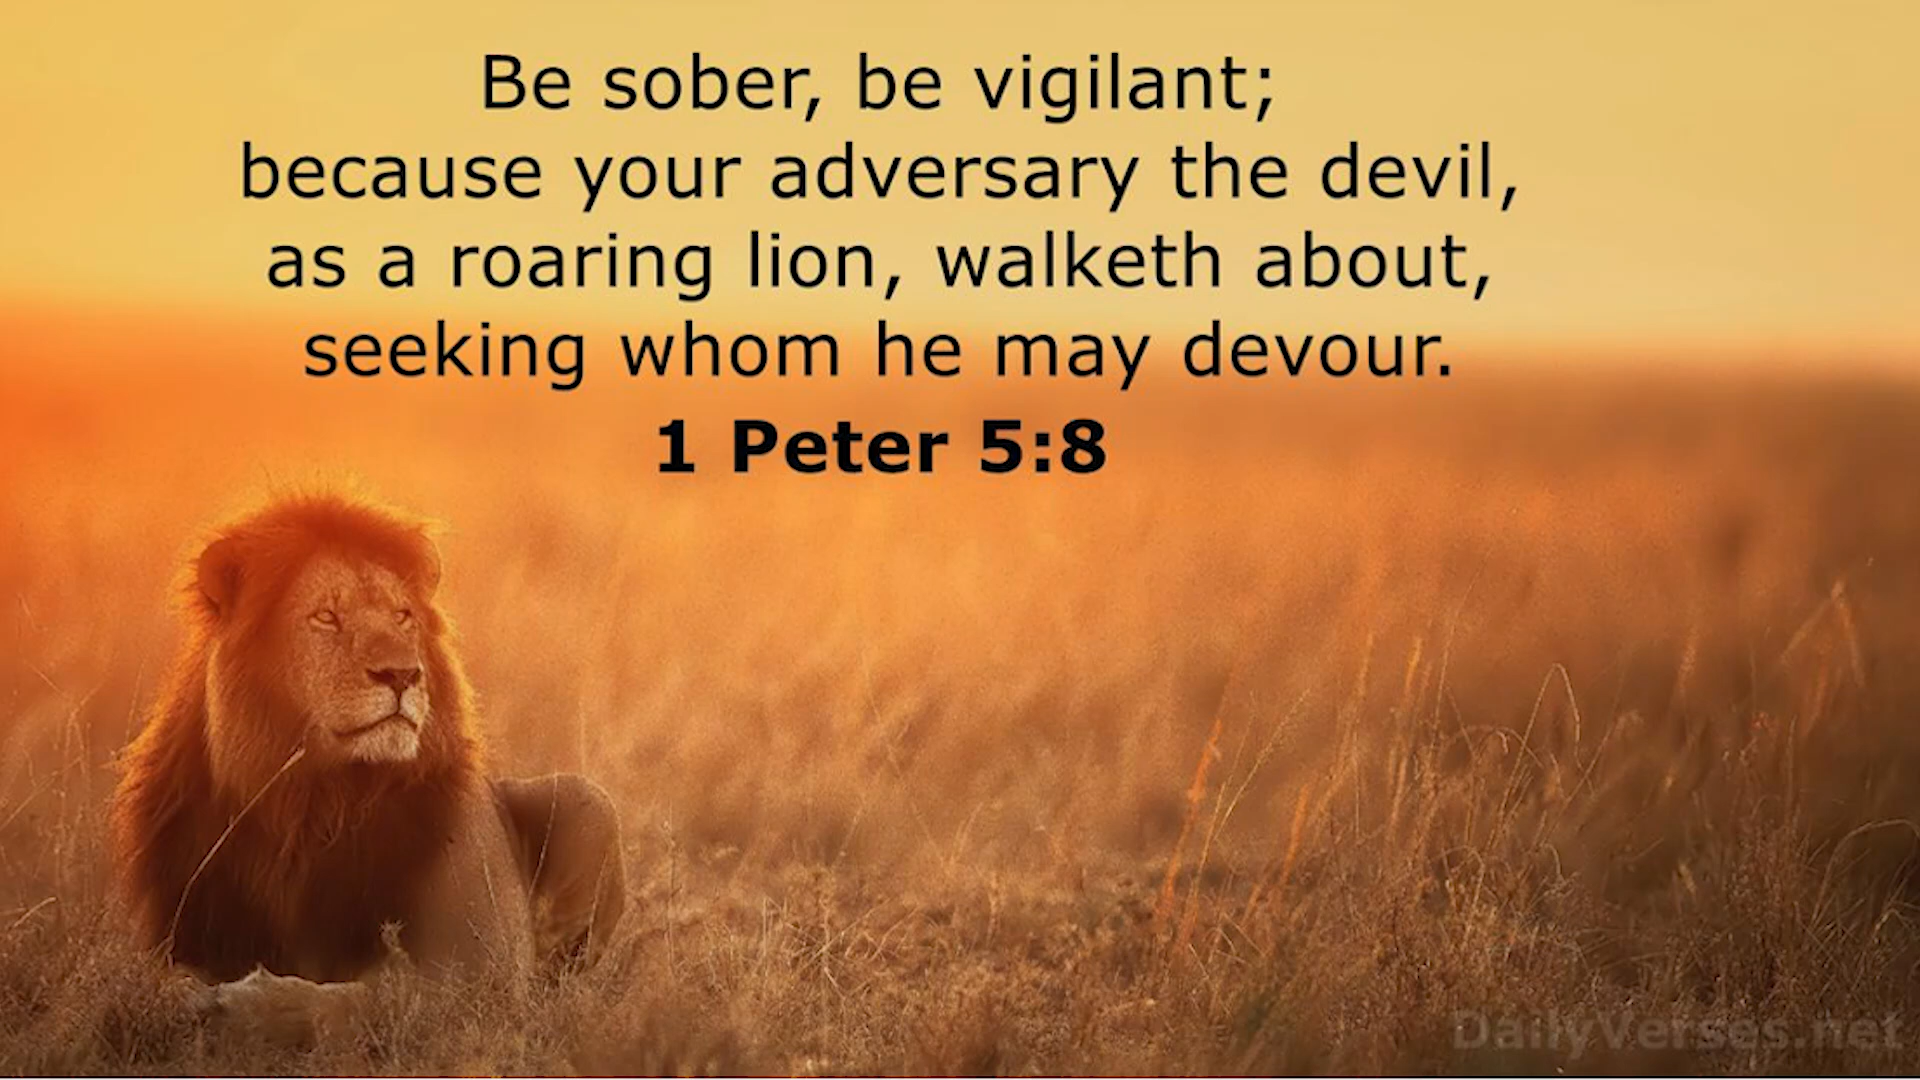 Be sober, be vigilant;
because your adversary the devil,
as a roaring lion, walketh about,
seeking whom he may devour.
1 Peter 5:8
DailyVerses.net